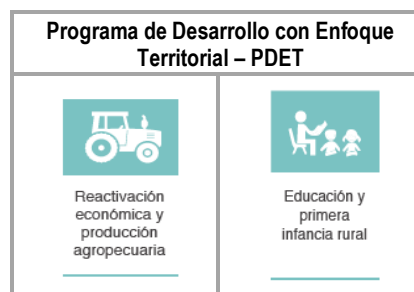 Programa de Desarrollo con Enfoque
Territorial – PDET
Reactivación
económica y
producción
agropecuaria
Educación y
primera
infancia rural